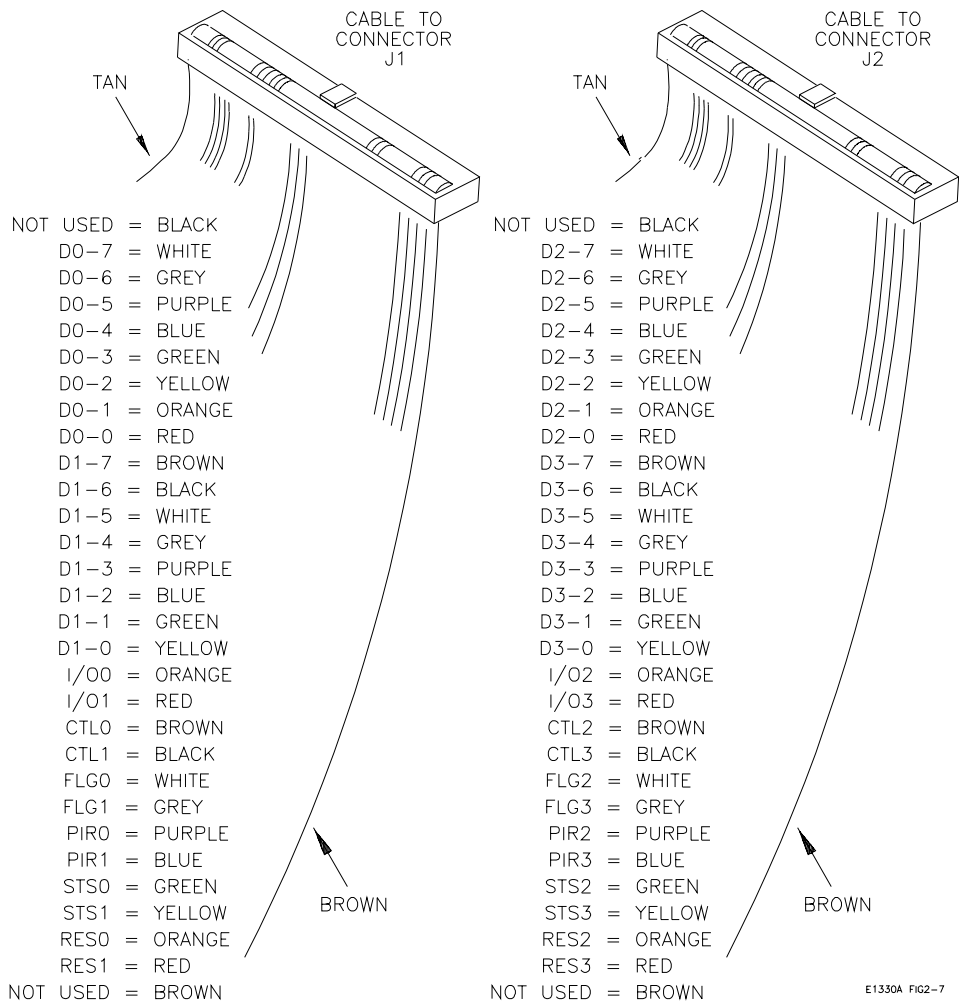 CABLE TO
CONNECTOR
J1
TAN
NOT USED = BLACK
D0-7 = WHITE
D0-6 = GREY
D0-5 = PURPLE
D0-4 = BLUE
D0-3 = GREEN
D0-2 = YELLOW
D0-1 = ORANGE
D0-0 = RED
D1-7 = BROWN
D1-6 = BLACK
D1-5 = WHITE
D1-4 = GREY
D1-3 = PURPLE
D1-2 = BLUE
D1-1 = GREEN
D1-0 = YELLOW
I/O0 = ORANGE
I/O1 = RED
CTL0 = BROWN
CTL1 = BLACK
FLG0 = WHITE
FLG1 = GREY
PIR0 = PURPLE
PIR1 = BLUE
STS0 = GREEN
STS1 = YELLOW
RES0 = ORANGE
RES1 = RED
NOT USED = BROWN
BROWN
CABLE TO
CONNECTOR
J2
TAN
NOT USED = BLACK
D2-7 = WHITE
D2-6 = GREY
D2-5 = PURPLE
D2-4 = BLUE
D2-3 = GREEN
D2-2 = YELLOW
D2-1 = ORANGE
D2-0 = RED
D3-7 = BROWN
D3-6 = BLACK
D3-5 = WHITE
D3-4 = GREY
D3-3 = PURPLE
D3-2 = BLUE
D3-1 = GREEN
D3-0 = YELLOW
I/O2 = ORANGE
I/O3 = RED
CTL2 = BROWN
CTL3 = BLACK
FLG2 = WHITE
FLG3 = GREY
PIR2 = PURPLE
PIR3 = BLUE
STS2 = GREEN
STS3 = YELLOW
RES2 = ORANGE
RES3 = RED
NOT USED = BROWN
BROWN
E1330A FIG2-7